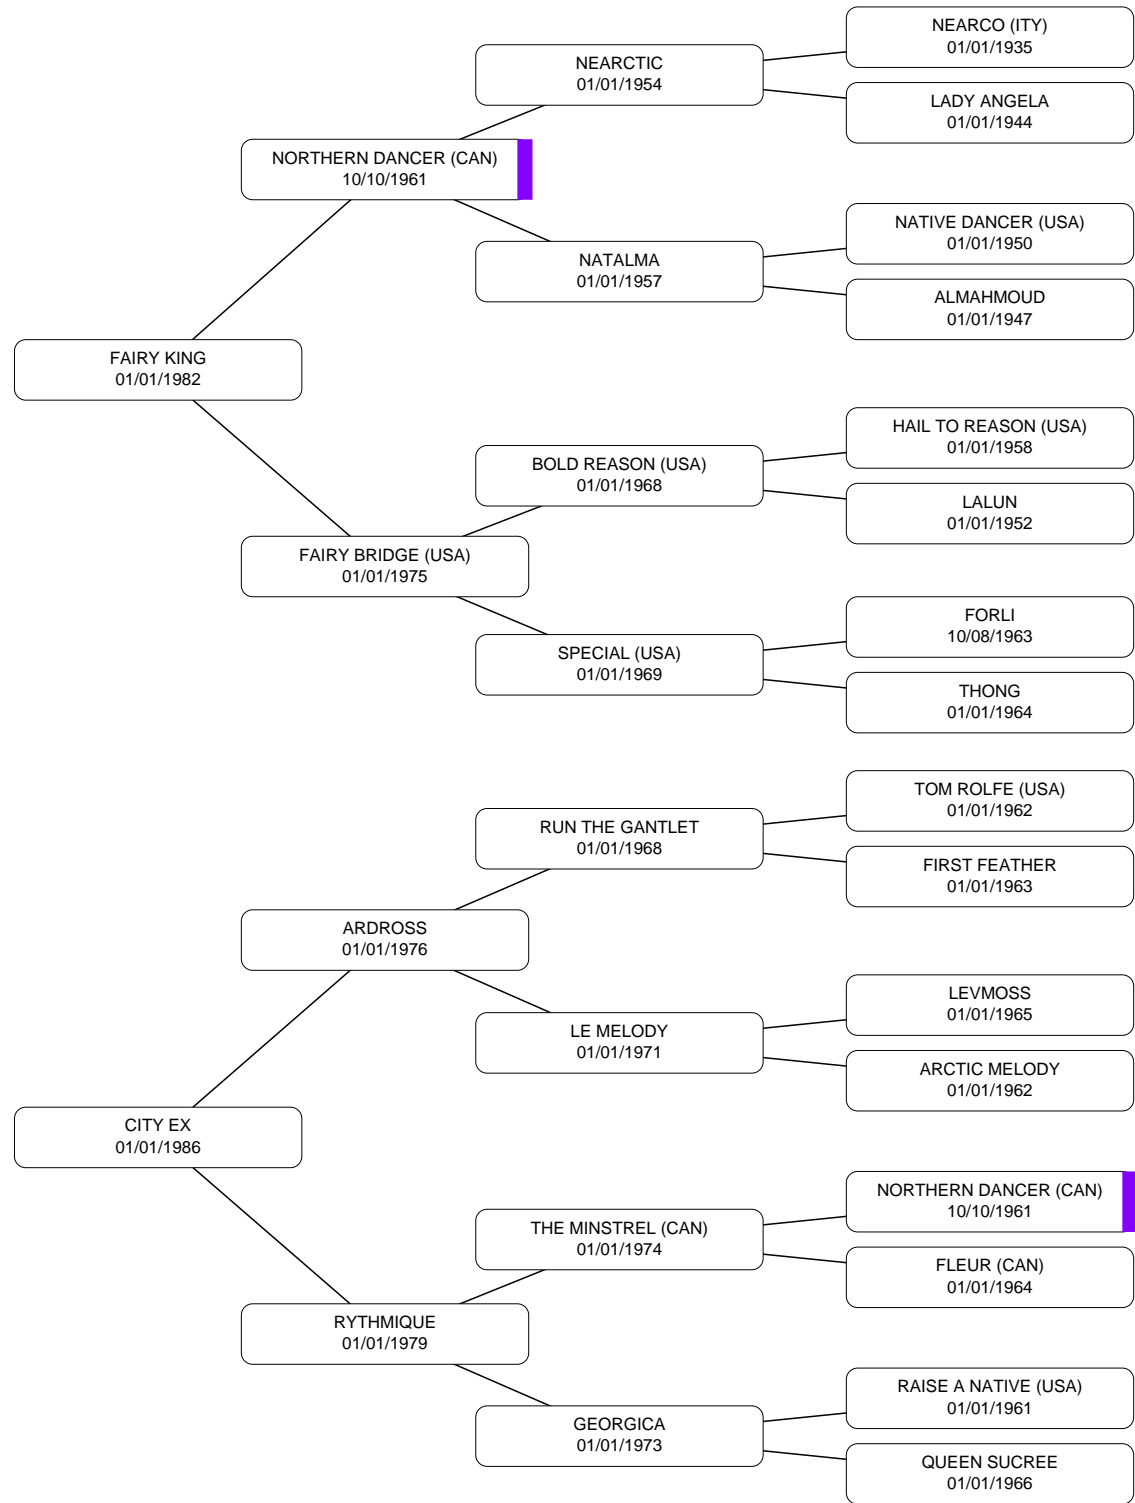 NEARCO (ITY)
01/01/1935
NEARCTIC
01/01/1954
LADY ANGELA
01/01/1944
NORTHERN DANCER (CAN)
10/10/1961
NATIVE DANCER (USA)
01/01/1950
NATALMA
01/01/1957
ALMAHMOUD
01/01/1947
FAIRY KING
01/01/1982
HAIL TO REASON (USA)
01/01/1958
BOLD REASON (USA)
01/01/1968
LALUN
01/01/1952
FAIRY BRIDGE (USA)
01/01/1975
FORLI
10/08/1963
SPECIAL (USA)
01/01/1969
THONG
01/01/1964
TOM ROLFE (USA)
01/01/1962
RUN THE GANTLET
01/01/1968
FIRST FEATHER
01/01/1963
ARDROSS
01/01/1976
LEVMOSS
01/01/1965
LE MELODY
01/01/1971
ARCTIC MELODY
01/01/1962
CITY EX
01/01/1986
NORTHERN DANCER (CAN)
10/10/1961
THE MINSTREL (CAN)
01/01/1974
FLEUR (CAN)
01/01/1964
RYTHMIQUE
01/01/1979
RAISE A NATIVE (USA)
01/01/1961
GEORGICA
01/01/1973
QUEEN SUCREE
01/01/1966